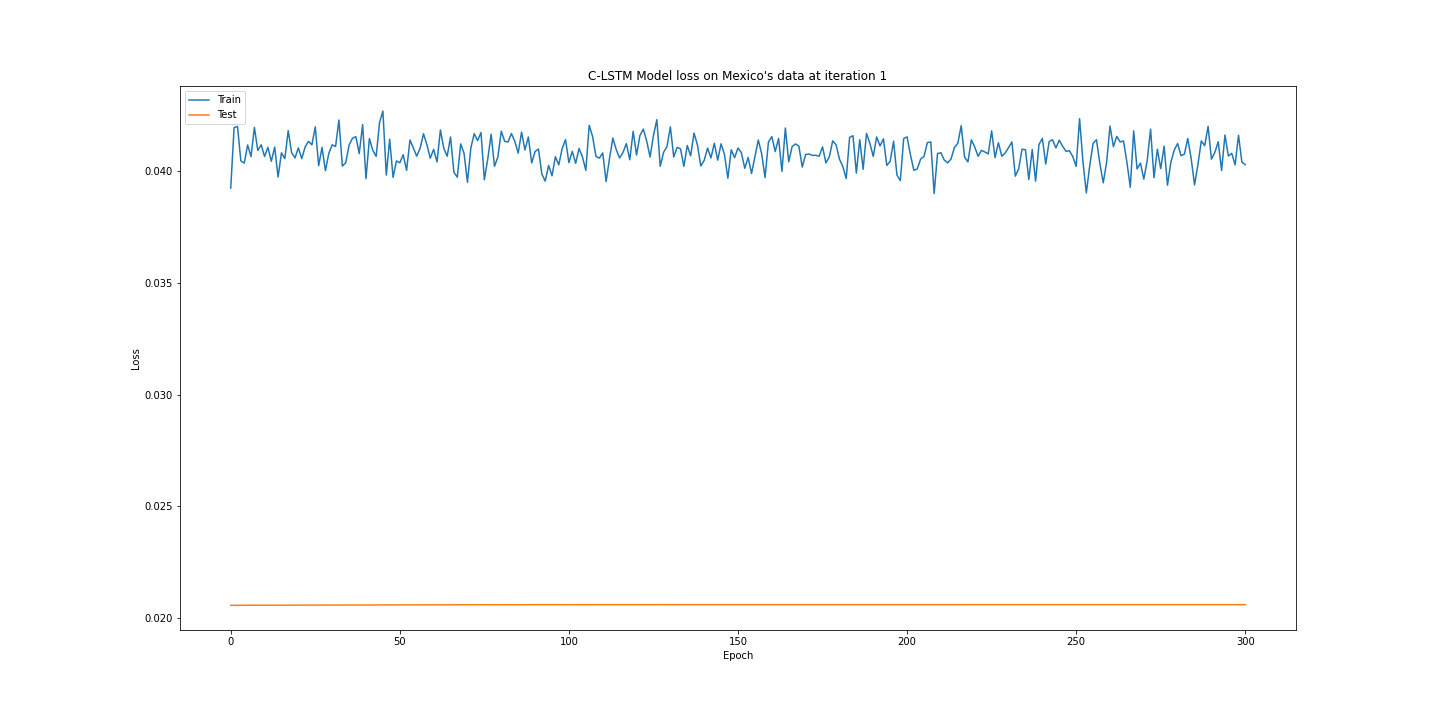 C-LSTM Model loss on Mexico's data at iteration 1
Train
Test
0.040
0.035
0.030
0.025
0.020
Loss
0 50 100 150 200 250 300
Epoch